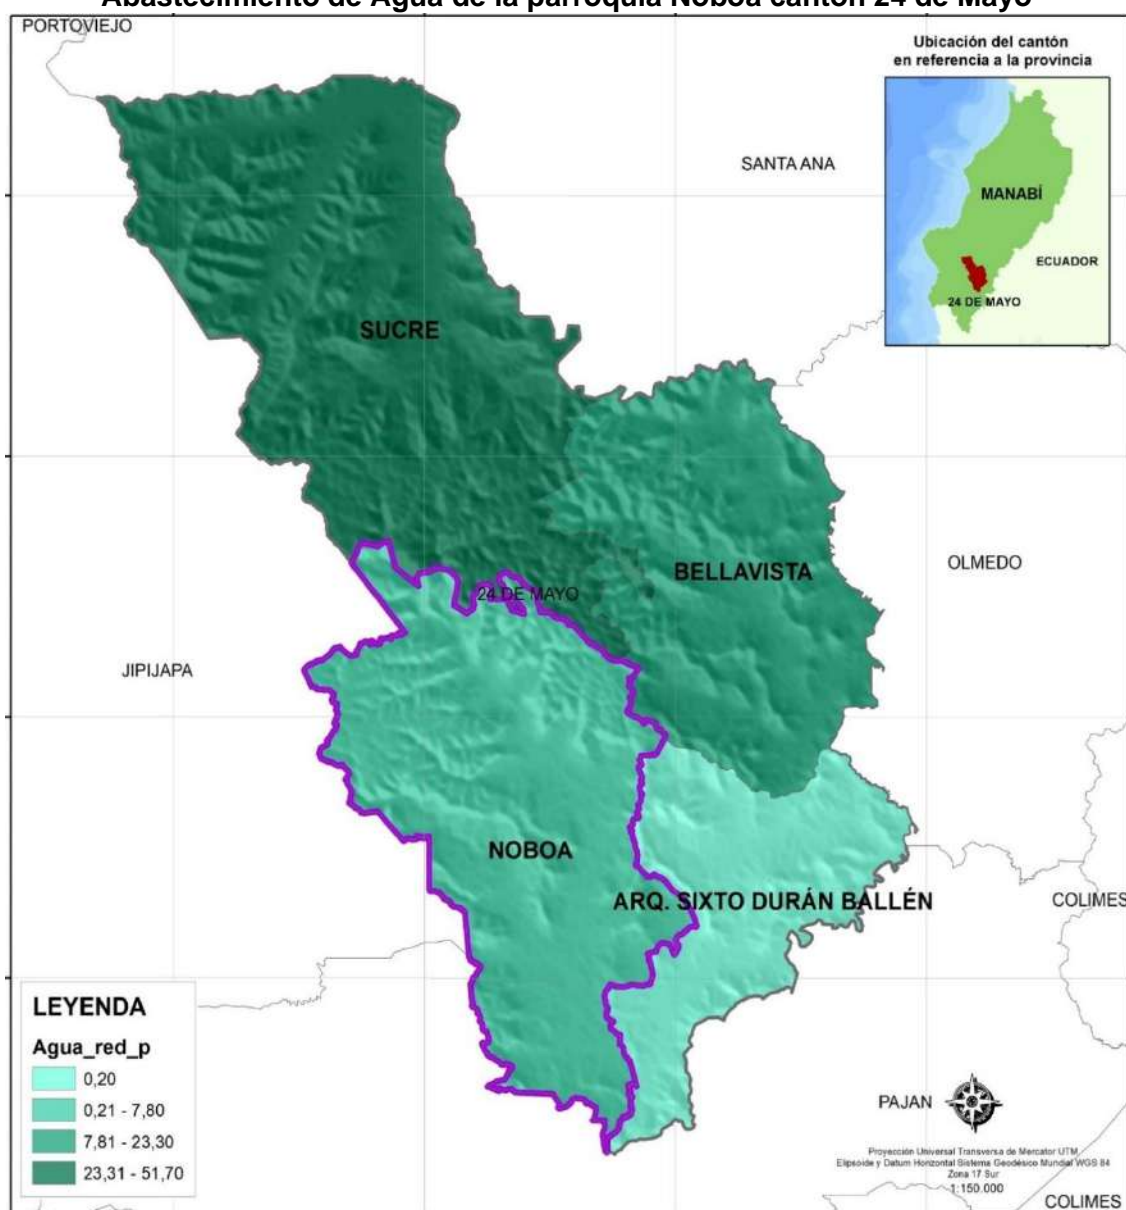 Abastecimiento de Agua de la parroquia Noboa cantón 24 de Mayo
PORTOVIEJO
Ubicación del cantón
en referencia a la provincia
SANTA ANA
MANABÍ
ECUADOR
24 DE MAYO
SUCRE
BELLAVISTA
OLMEDO
24 DE MAYO
JIPIJAPA
NOBOA
ARQ. SIXTO DURÁN BALLÉN
COLIMES
LEYENDA
Agua_red_p
0,20
0,21 - 7,80
7,81 - 23,30
23,31 - 51,70
PAJAN
Proyección Universal Transversa de Mercator UTM
Elipsoide y Datum Horizontal Sistema Geodésico Mundial WGS 84
Zona 17 Sur
1:150.000
COLIMES